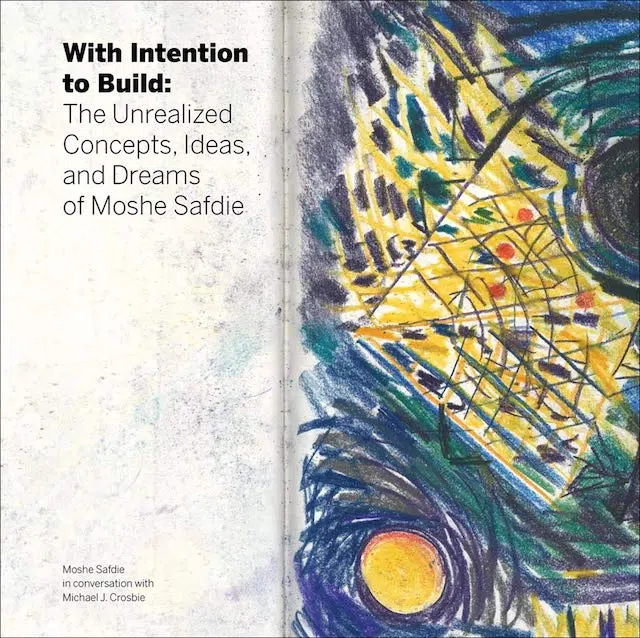 With Intention
to Build:
The Unrealized
Concepts, Ideas,
and Dreams
of Moshe Safdie
Moshe Safdie
in conversation with
Michael J. Crosbie